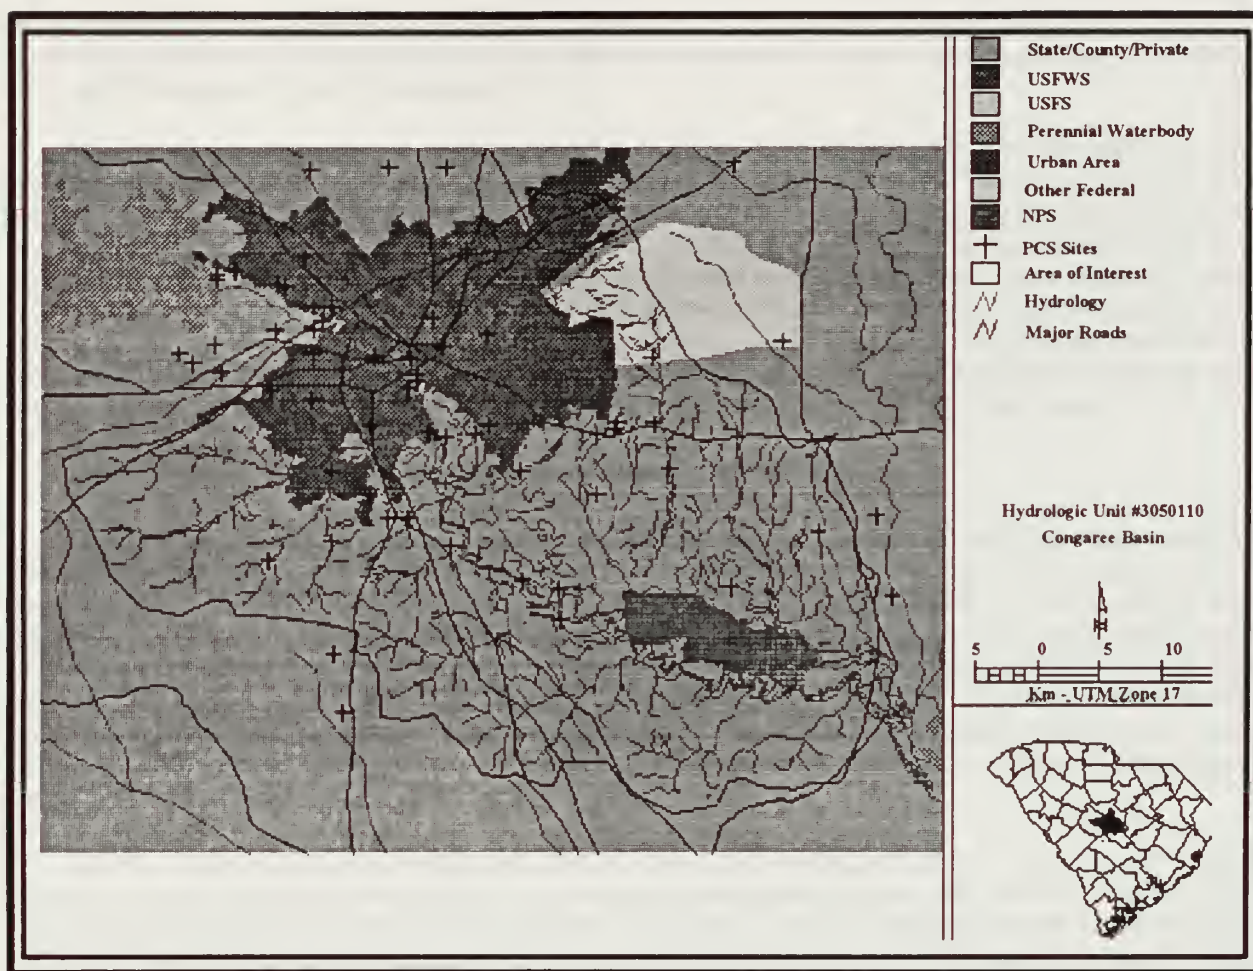 State/County/Private
USFWS
USFS
Perennial Waterbody
Urban Area
Other Federal
NPS
PCS Sites
Area of Interest
Hydrology
Major Roads
Hydrologic Unit #3050110
Congaree Basin
N
5 0 5 10
Km - UTM Zone 17